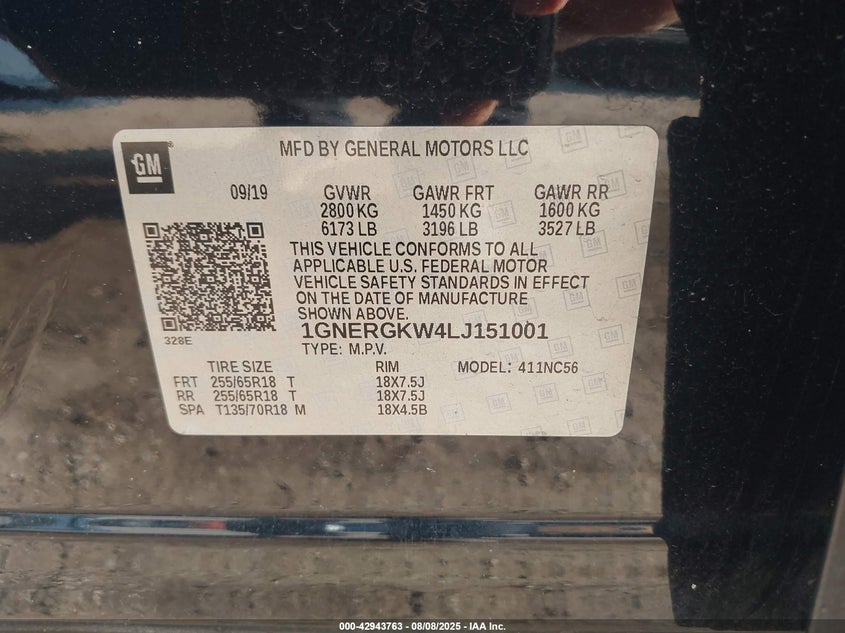 MFD BY GENERAL MOTORS LLC
GM
09/19 GVWR GAWR FRT GAWR RR
2800 KG 1450 KG 1600 KG
6173 LB 3196 LB 3527 LB
THIS VEHICLE CONFORMS TO ALL
APPLICABLE U.S. FEDERAL MOTOR
VEHICLE SAFETY STANDARDS IN EFFECT
ON THE DATE OF MANUFACTURE
SHOWN ABOVE.
328E
1GNERGKW4LJ151001
TYPE: M.P.V.
TIRE SIZE RIM MODEL: 411NC56
FRT 255/65R18 T 18X7.5J
RR 255/65R18 T 18X7.5J
SPA T135/70R18 M 18X4.5B
000-42943763 - 08/08/2025 - IAA Inc.